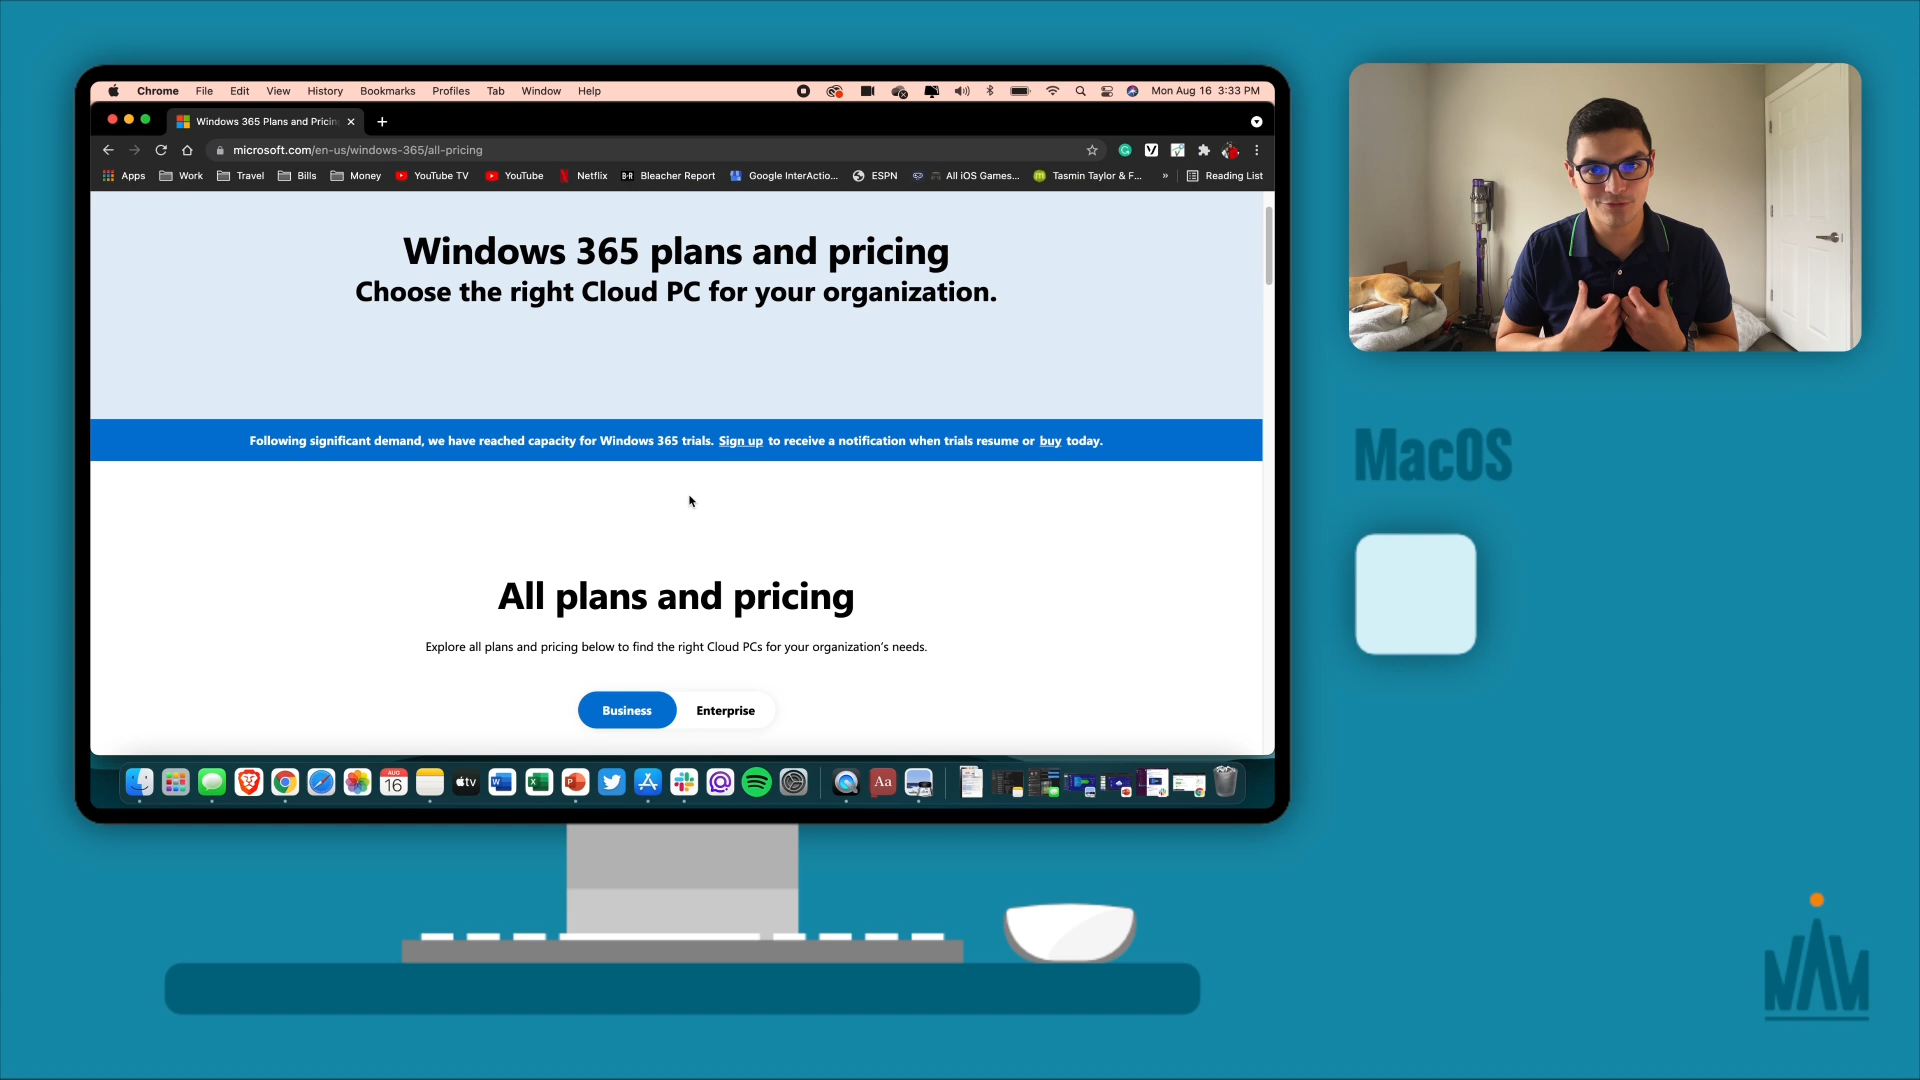 Chrome File Edit View History Bookmarks Profiles Tab Window Help Mon Aug 16 3:33 PM
Windows 365 Plans and Pricin
microsoft.com/en-us/windows-365/all-pricing
Apps Work Travel Bills Money YouTube TV YouTube Netflix B/R Bleacher Report Google InterActio... ESPN All iOS Games... Tasmin Taylor & F... » Reading List
Windows 365 plans and pricing
Choose the right Cloud PC for your organization.
Following significant demand, we have reached capacity for Windows 365 trials. Sign up to receive a notification when trials resume or buy today.
All plans and pricing
Explore all plans and pricing below to find the right Cloud PCs for your organization's needs.
Business Enterprise
AUG
16
tv
Aa
MacOS